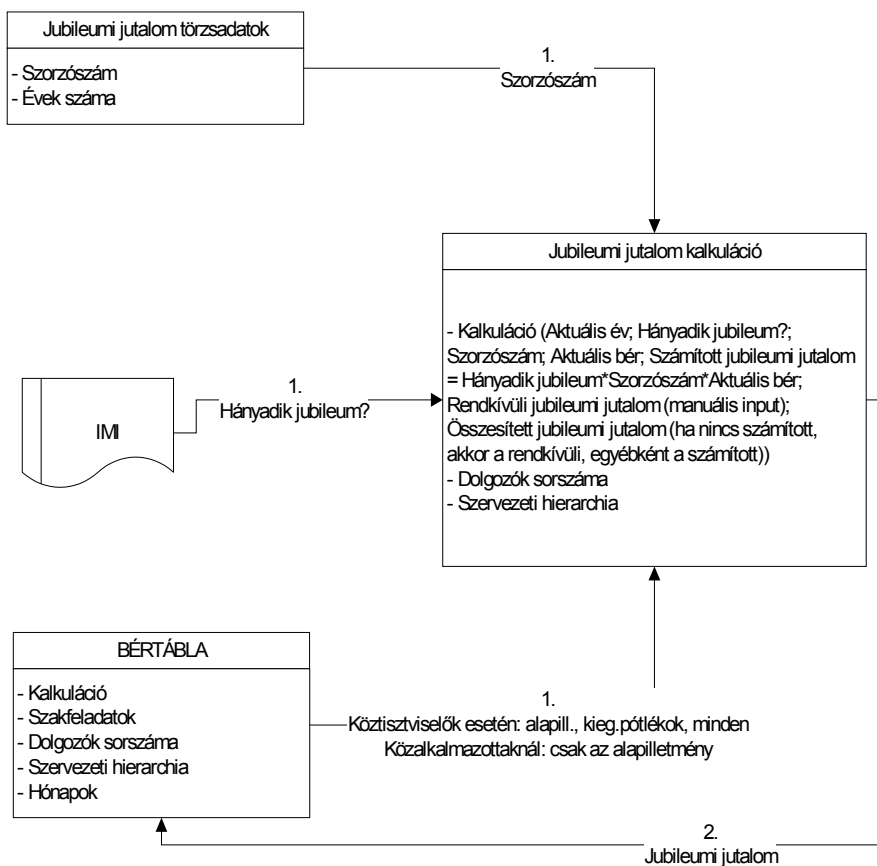 Jubileumi jutalom törzsadatok
- Szorzószám
- Évek száma
1.
Szorzószám
Jubileumi jutalom kalkuláció
- Kalkuláció (Aktuális év; Hányadik jubileum?;
Szorzószám; Aktuális bér; Számított jubileumi jutalom
= Hányadik jubileum*Szorzószám*Aktuális bér;
Rendkívüli jubileumi jutalom (manuális input);
Összesített jubileumi jutalom (ha nincs számított,
akkor a rendkívüli, egyébként a számított))
- Dolgozók sorszáma
- Szervezeti hierarchia
IMI
1.
Hányadik jubileum?
BÉRTÁBLA
- Kalkuláció
- Szakfeladatok
- Dolgozók sorszáma
- Szervezeti hierarchia
- Hónapok
1.
Köztisztviselők esetén: alapill., kieg.pótlékok, minden
Közalkalmazottaknál: csak az alapilletmény
2.
Jubileumi jutalom